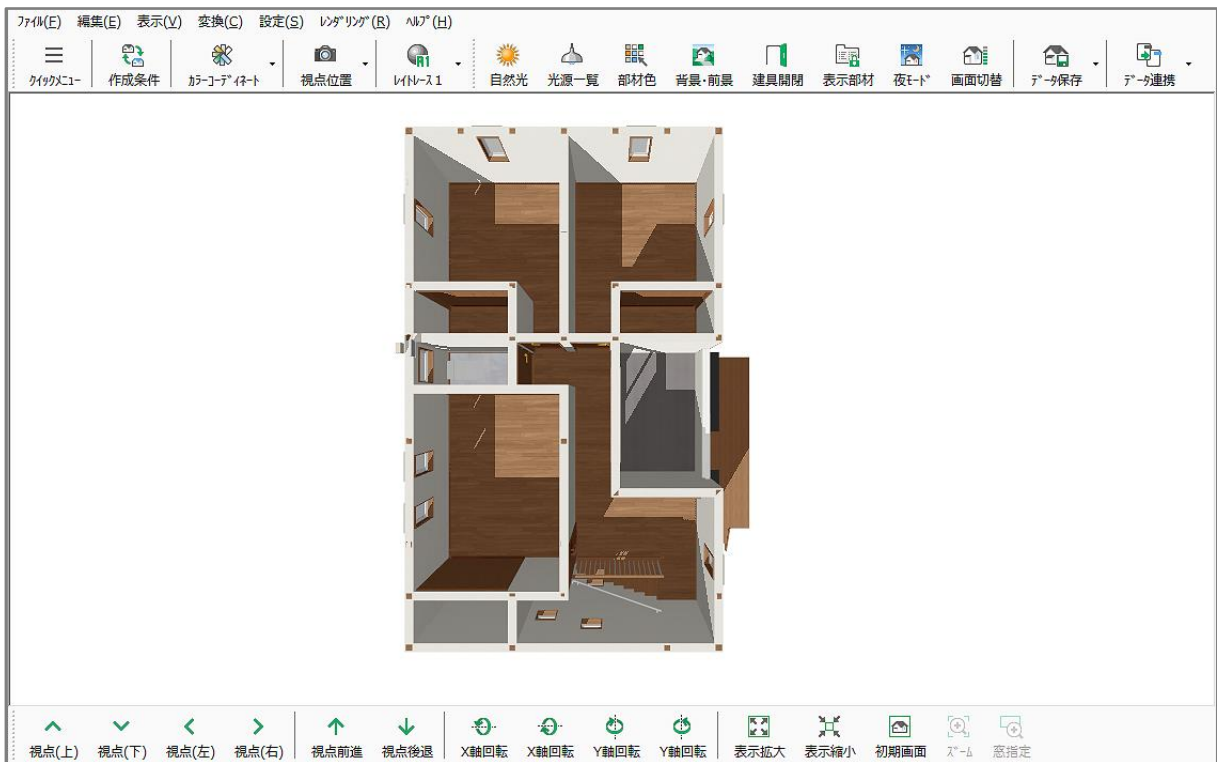 ファイル(F) 編集(E) 表示(V) 変換(C) 設定(S) レンダリング(R) ヘルプ(H)
クイックメニュー 作成条件 カラーコーディネート 視点位置 レイトレース1 自然光 光源一覧 部材色 背景・前景 建具開閉 表示部材 夜モード 画面切替 データ保存 データ連携
視点(上) 視点(下) 視点(左) 視点(右) 視点前進 視点後退 X軸回転 X軸回転 Y軸回転 Y軸回転 表示拡大 表示縮小 初期画面 ズーム 窓指定